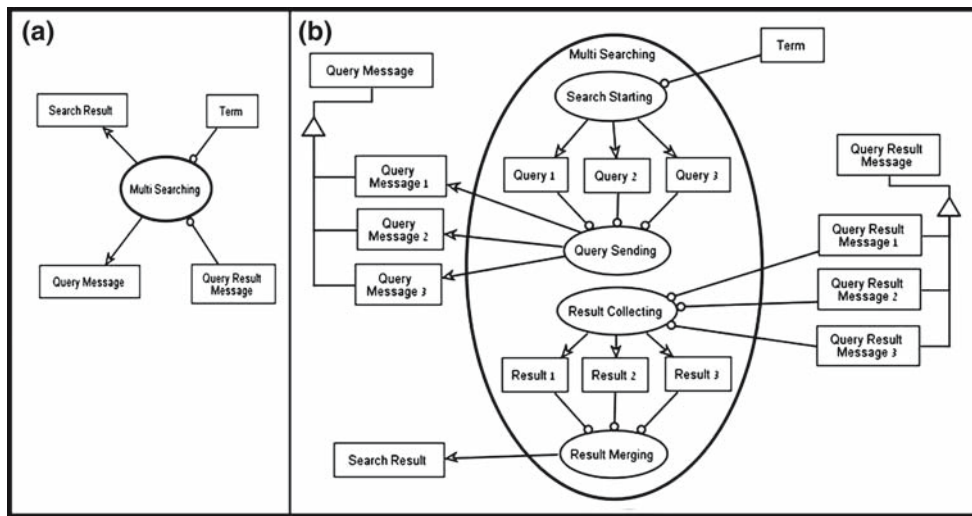 (a)
Search Result
Term
Multi Searching
Query Message
Query Result
Message
(b)
Query Message
Multi Searching
Term
Search Starting
Query 1
Query 2
Query 3
Query Result
Message
Query
Message 1
Query
Message 2
Query
Message 3
Query Sending
Query Result
Message 1
Query Result
Message 2
Query Result
Message 3
Result Collecting
Result 1
Result 2
Result 3
Result Merging
Search Result